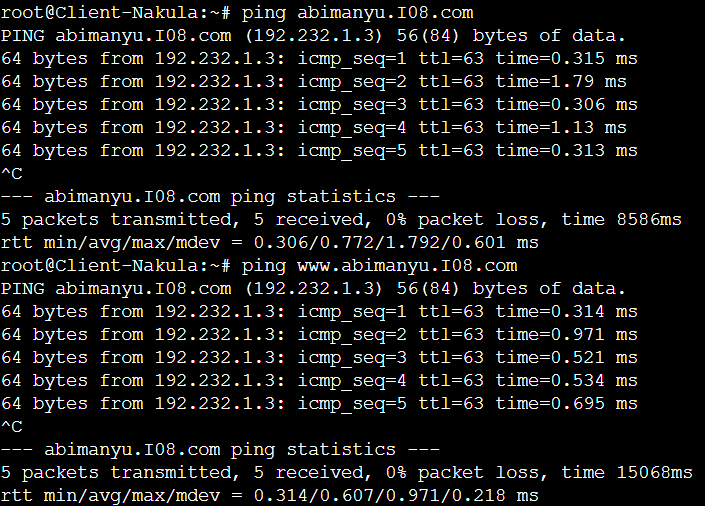 root@Client-Nakula:~# ping abimanyu.I08.com
PING abimanyu.I08.com (192.232.1.3) 56(84) bytes of data.
64 bytes from 192.232.1.3: icmp_seq=1 ttl=63 time=0.315 ms
64 bytes from 192.232.1.3: icmp_seq=2 ttl=63 time=1.79 ms
64 bytes from 192.232.1.3: icmp_seq=3 ttl=63 time=0.306 ms
64 bytes from 192.232.1.3: icmp_seq=4 ttl=63 time=1.13 ms
64 bytes from 192.232.1.3: icmp_seq=5 ttl=63 time=0.313 ms
^C
--- abimanyu.I08.com ping statistics ---
5 packets transmitted, 5 received, 0% packet loss, time 8586ms
rtt min/avg/max/mdev = 0.306/0.772/1.792/0.601 ms
root@Client-Nakula:~# ping www.abimanyu.I08.com
PING abimanyu.I08.com (192.232.1.3) 56(84) bytes of data.
64 bytes from 192.232.1.3: icmp_seq=1 ttl=63 time=0.314 ms
64 bytes from 192.232.1.3: icmp_seq=2 ttl=63 time=0.971 ms
64 bytes from 192.232.1.3: icmp_seq=3 ttl=63 time=0.521 ms
64 bytes from 192.232.1.3: icmp_seq=4 ttl=63 time=0.534 ms
64 bytes from 192.232.1.3: icmp_seq=5 ttl=63 time=0.695 ms
^C
--- abimanyu.I08.com ping statistics ---
5 packets transmitted, 5 received, 0% packet loss, time 15068ms
rtt min/avg/max/mdev = 0.314/0.607/0.971/0.218 ms